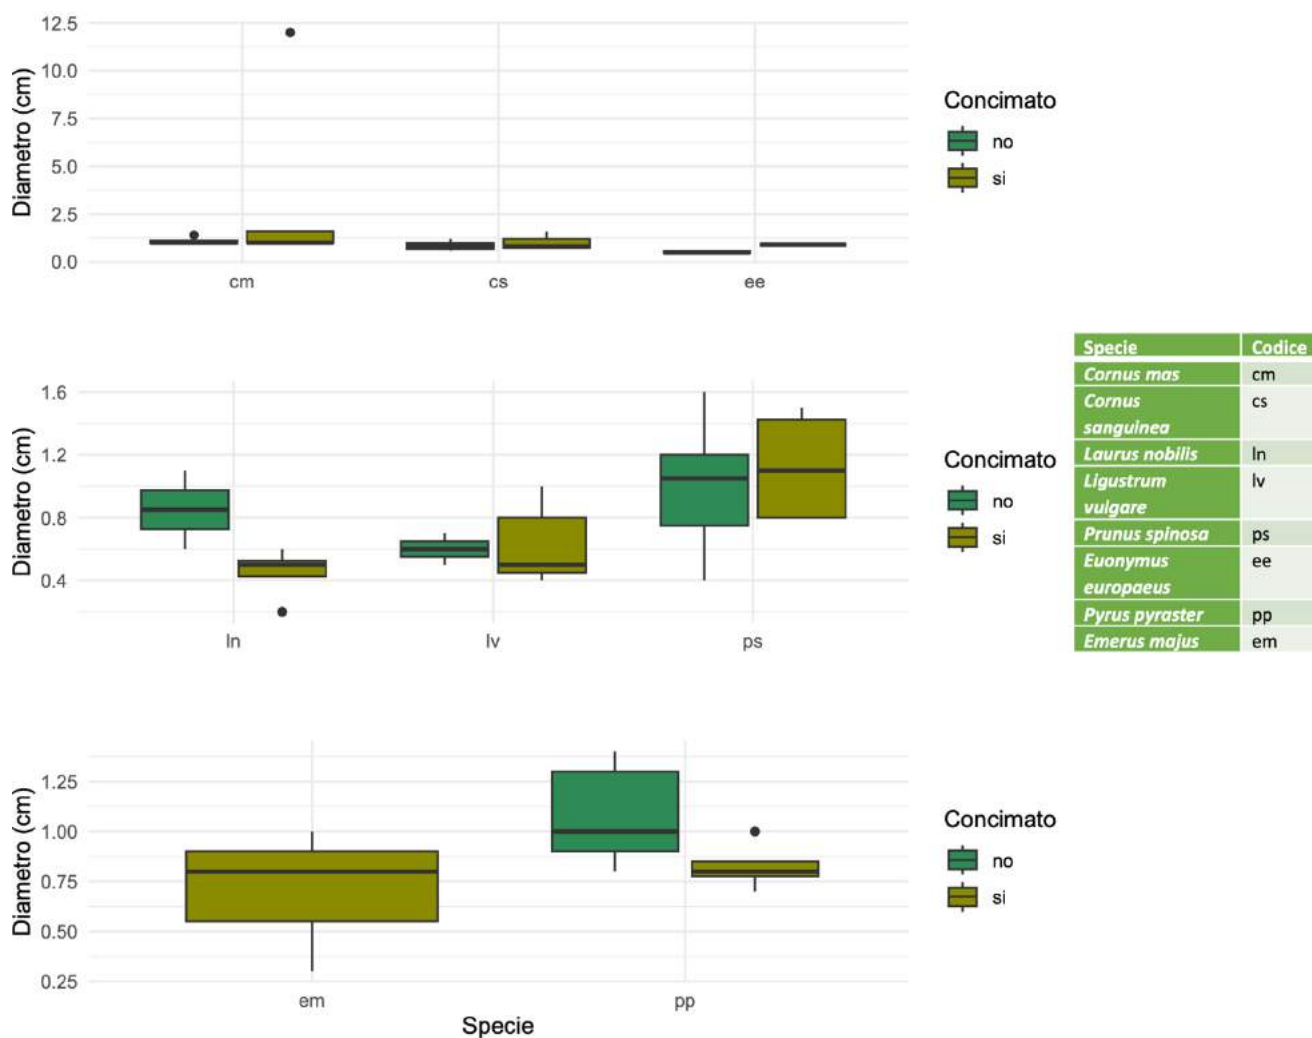 12.5
10.0
7.5
5.0
2.5
0.0
Diametro (cm)
cm cs ee
Concimato
no
si
1.6
1.2
0.8
0.4
Diametro (cm)
ln lv ps
Concimato
no
si
Specie Codice
Cornus mas cm
Cornus cs
sanguinea
Laurus nobilis ln
Ligustrum lv
vulgare
Prunus spinosa ps
Euonymus ee
europaeus
Pyrus pyraster pp
Emerus majus em
1.25
1.00
0.75
0.50
0.25
Diametro (cm)
em pp
Specie
Concimato
no
si